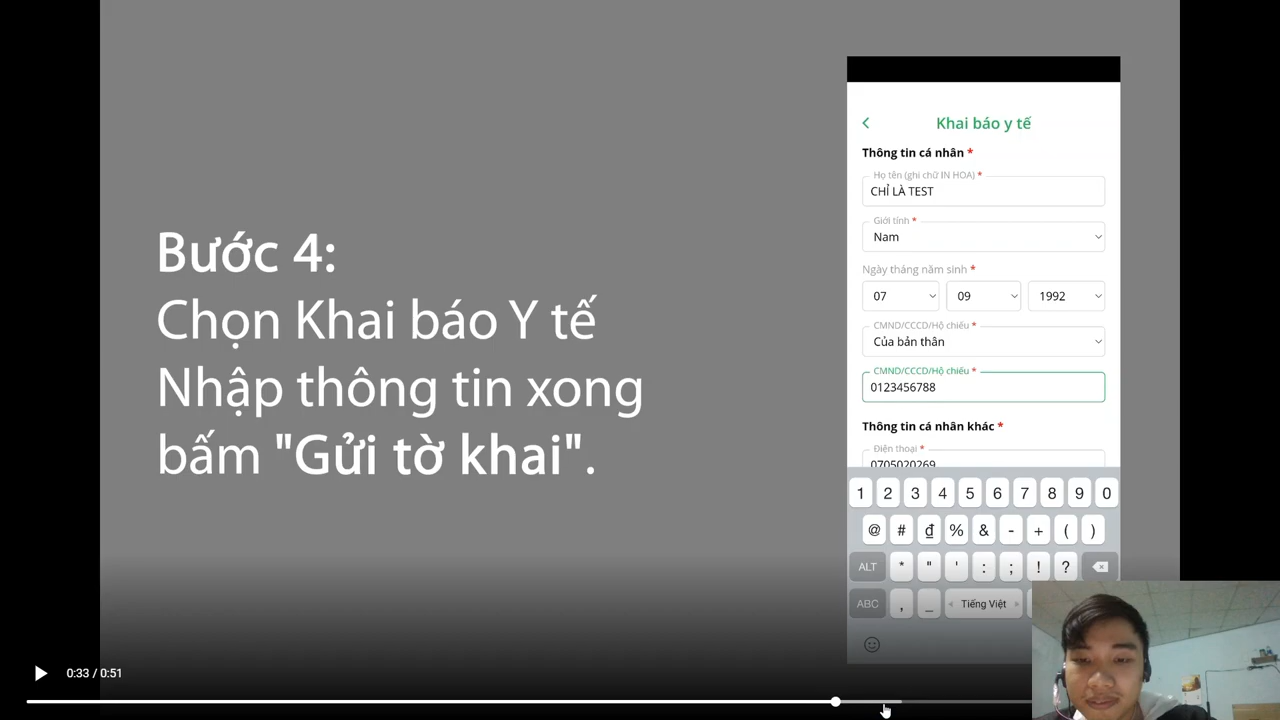 Bước 4:
Chọn Khai báo Y tế
Nhập thông tin xong
bấm "Gửi tờ khai".
Khai báo y tế
Thông tin cá nhân *
Họ tên (ghi chữ IN HOA) *
CHỈ LÀ TEST
Giới tính *
Nam
Ngày tháng năm sinh *
07 09 1992
CMND/CCCD/Hộ chiếu *
Của bản thân
CMND/CCCD/Hộ chiếu *
0123456788
Thông tin cá nhân khác *
Điện thoại *
0705020269
1 2 3 4 5 6 7 8 9 0
@ # ₫ % & - + ( )
ALT * " ' : ; ! ?
ABC , _ Tiếng Việt
0:33 / 0:51